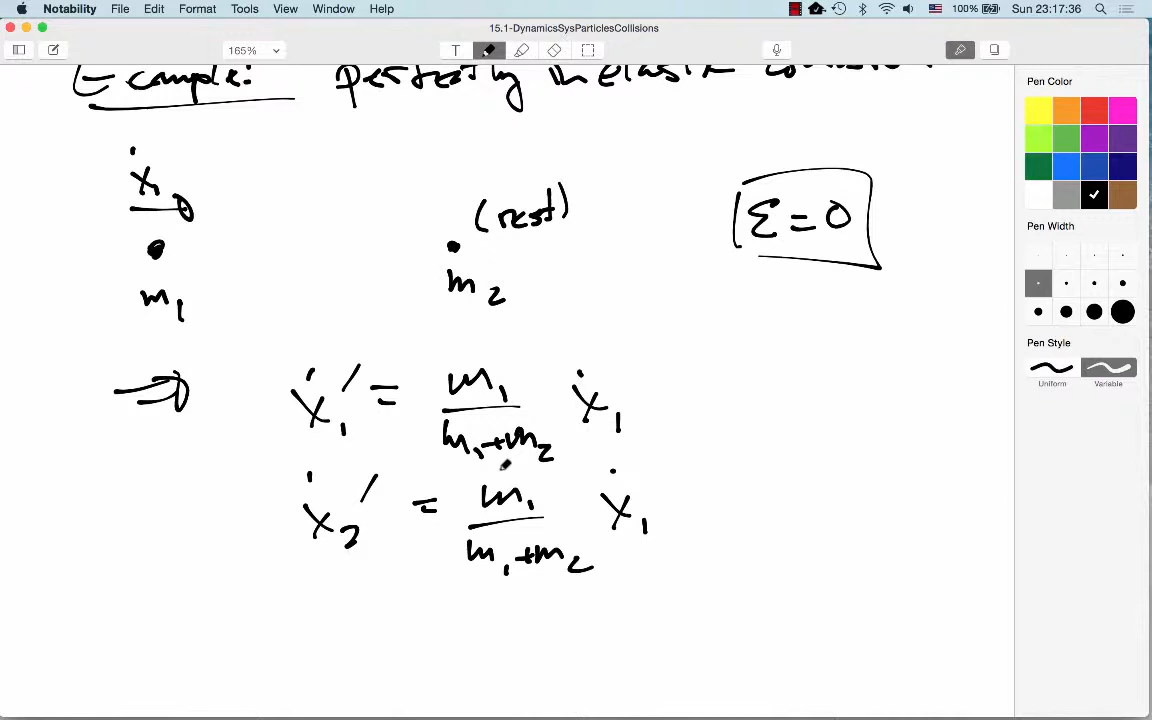 Notability File Edit Format Tools View Window Help 100% Sun 23:17:36
15.1-DynamicsSysParticlesCollisions
165% T
Example: perfectly inelastic collision
Pen Color
ẋ₁ (rest) ε = 0
m₁ m₂
Pen Width
⇒ ẋ₁′ = m₁/(m₁+m₂) ẋ₁
ẋ₂′ = m₁/(m₁+m₂) ẋ₁
Pen Style
Uniform Variable